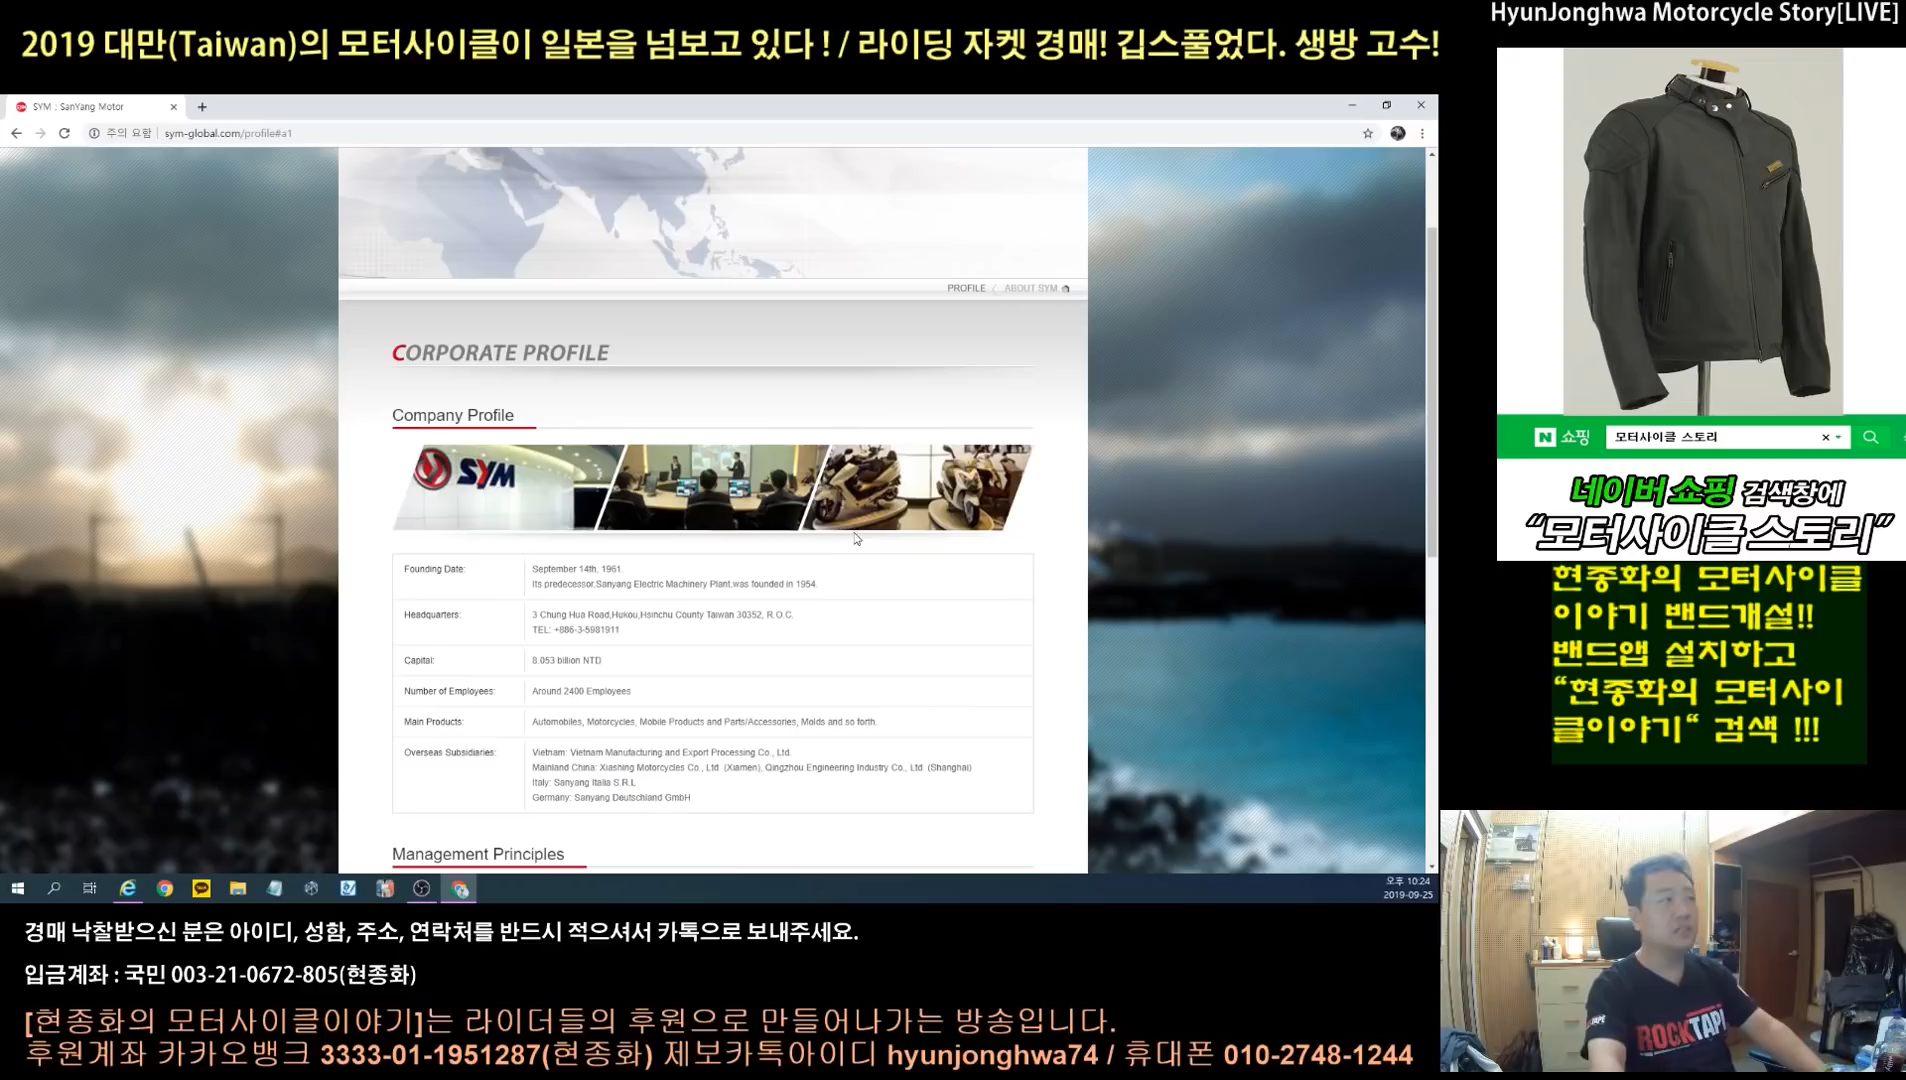 HyunJonghwa Motorcycle Story[LIVE]
2019 대만(Taiwan)의 모터사이클이 일본을 넘보고 있다 ! / 라이딩 자켓 경매! 깁스풀었다. 생방 고수!
SYM : SanYang Motor
주의 요함
sym-global.com/profile#a1
PROFILE
ABOUT SYM
CORPORATE PROFILE
Company Profile
SYM
Founding Date:
September 14th, 1961.
Its predecessor,Sanyang Electric Machinery Plant,was founded in 1954.
Headquarters:
3 Chung Hua Road,Hukou,Hsinchu County Taiwan 30352, R.O.C.
TEL: +886-3-5981911
Capital:
8.053 billion NTD
Number of Employees:
Around 2400 Employees
Main Products:
Automobiles, Motorcycles, Mobile Products and Parts/Accessories, Molds and so forth.
Overseas Subsidiaries:
Vietnam: Vietnam Manufacturing and Export Processing Co., Ltd.
Mainland China: Xiashing Motorcycles Co., Ltd. (Xiamen), Qingzhou Engineering Industry Co., Ltd. (Shanghai)
Italy: Sanyang Italia S.R.L
Germany: Sanyang Deutschland GmbH
Management Principles
오후 10:24
2019-09-25
N 쇼핑
모터사이클 스토리
네이버 쇼핑 검색창에
“모터사이클 스토리”
현종화의 모터사이클
이야기 밴드개설!!
밴드앱 설치하고
“현종화의 모터사이
클이야기“ 검색 !!!
ROCKTAPE
경매 낙찰받으신 분은 아이디, 성함, 주소, 연락처를 반드시 적으셔서 카톡으로 보내주세요.
입금계좌 : 국민 003-21-0672-805(현종화)
[현종화의 모터사이클이야기]는 라이더들의 후원으로 만들어나가는 방송입니다.
후원계좌 카카오뱅크 3333-01-1951287(현종화) 제보카톡아이디 hyunjonghwa74 / 휴대폰 010-2748-1244